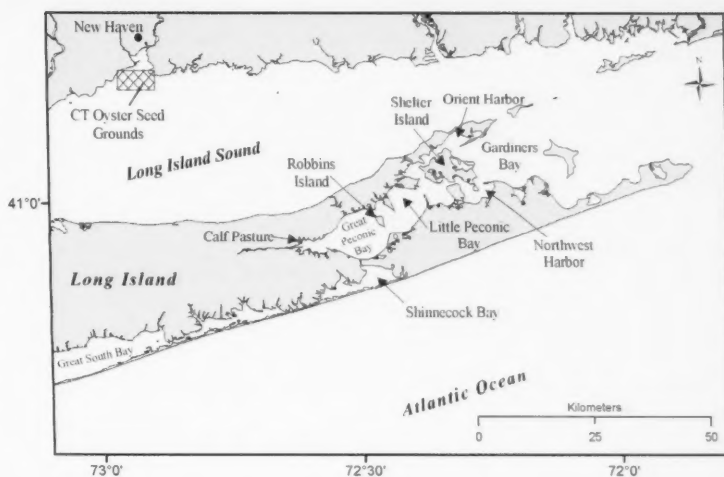 New Haven
N
CT Oyster Seed
Grounds
Long Island Sound
Shelter
Island
Orient Harbor
Gardiners
Bay
Robbins
Island
41°0'
Calf Pasture
Great
Peconic
Bay
Little Peconic
Bay
Northwest
Harbor
Long Island
Shinnecock Bay
Great South Bay
Atlantic Ocean
Kilometers
0 25 50
73°0' 72°30' 72°0'